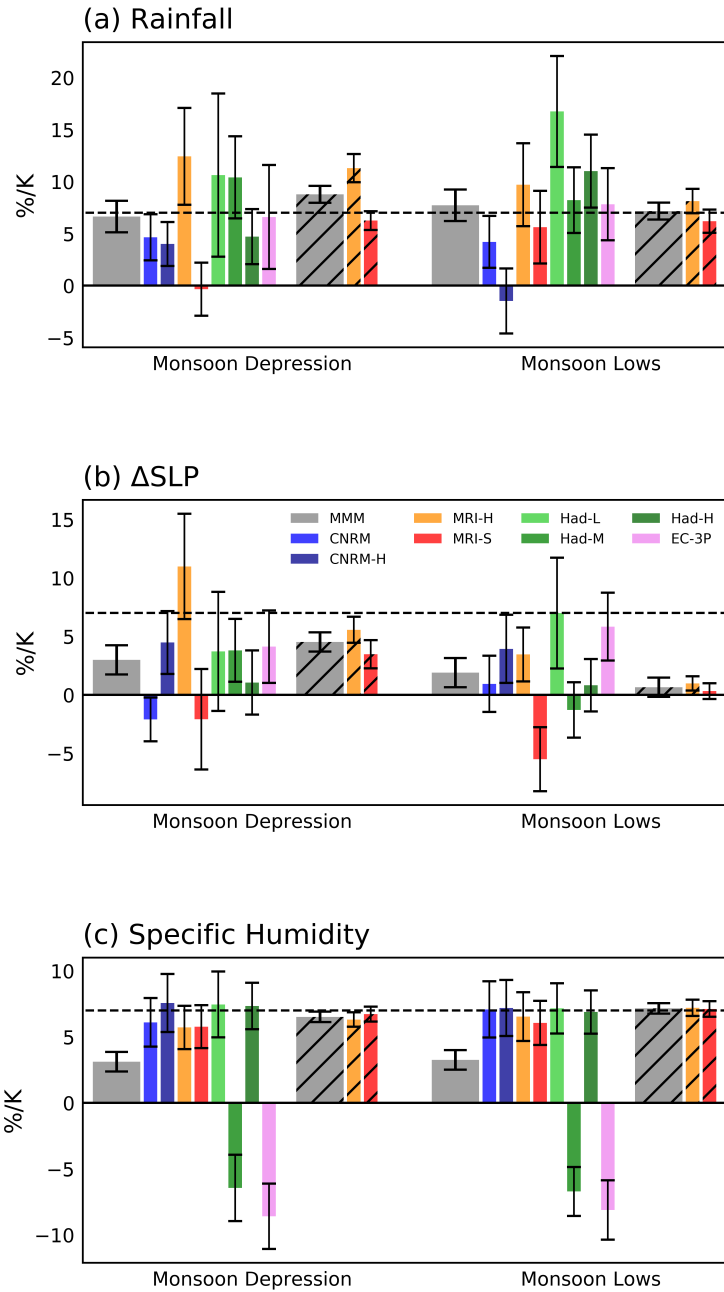 (a) Rainfall
%/K
20
15
10
5
0
−5
Monsoon Depression
Monsoon Lows
(b) ΔSLP
%/K
15
10
5
0
−5
MMM
CNRM
CNRM-H
MRI-H
MRI-S
Had-L
Had-M
Had-H
EC-3P
Monsoon Depression
Monsoon Lows
(c) Specific Humidity
%/K
10
5
0
−5
−10
Monsoon Depression
Monsoon Lows